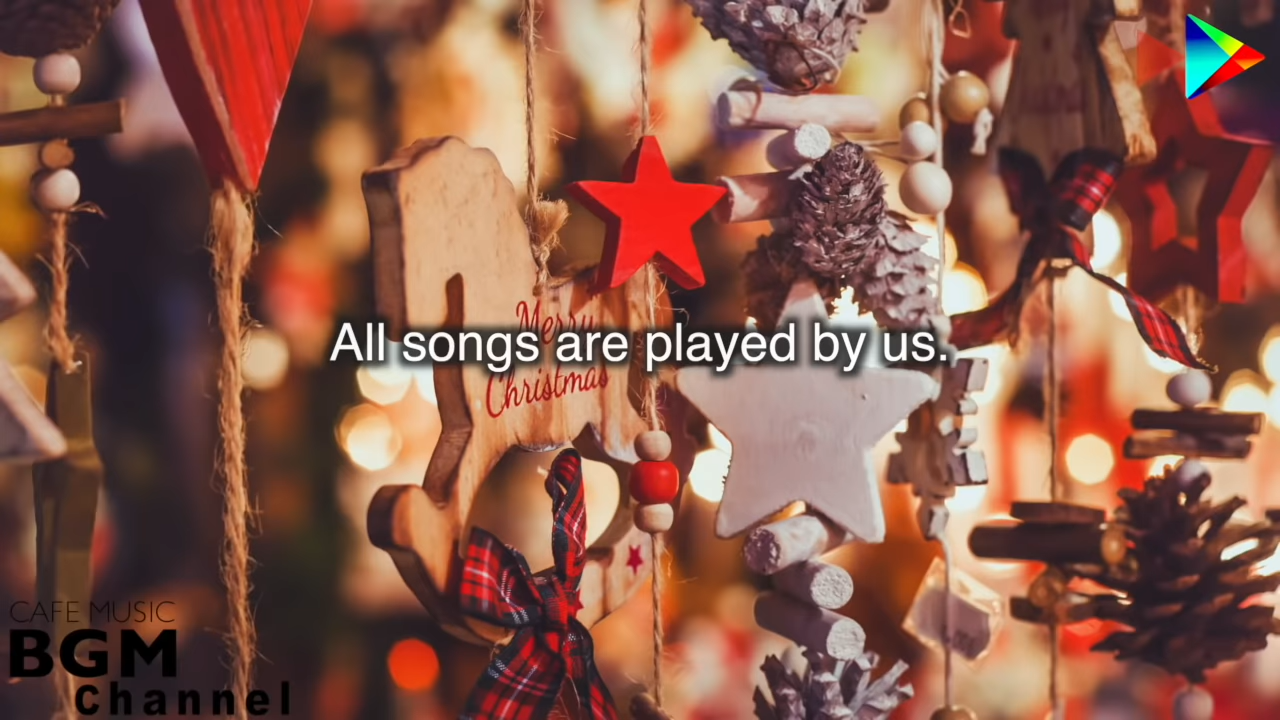 Merry
All songs are played by us.
Christmas
CAFE MUSIC
BGM
Channel